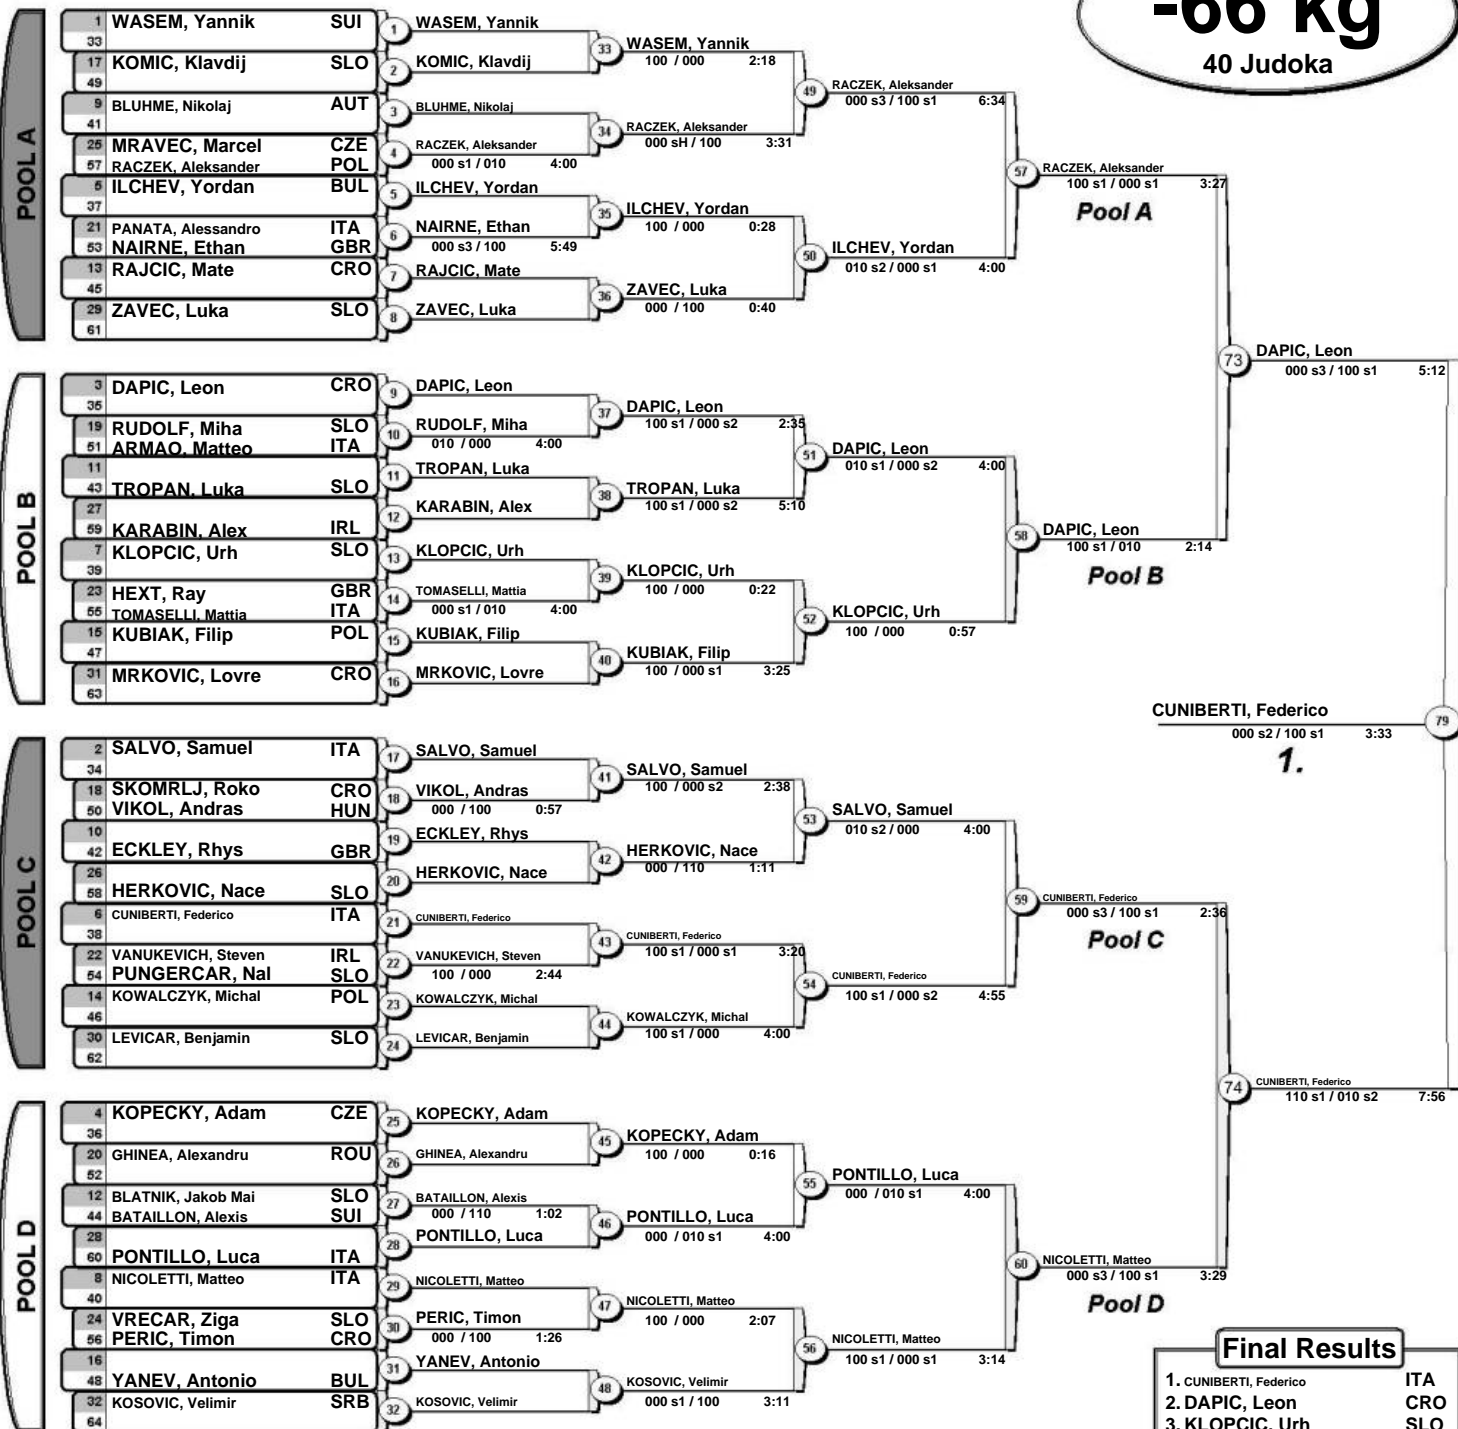 -66 kg
40 Judoka
POOL A
1 WASEM, Yannik SUI
33
17 KOMIC, Klavdij SLO
49
9 BLUHME, Nikolaj AUT
41
25 MRAVEC, Marcel CZE
57 RACZEK, Aleksander POL
5 ILCHEV, Yordan BUL
37
21 PANATA, Alessandro ITA
53 NAIRNE, Ethan GBR
13 RAJCIC, Mate CRO
45
29 ZAVEC, Luka SLO
61
1 WASEM, Yannik
2 KOMIC, Klavdij
3 BLUHME, Nikolaj
4 RACZEK, Aleksander
000 s1 / 010 4:00
5 ILCHEV, Yordan
6 NAIRNE, Ethan
000 s3 / 100 5:49
7 RAJCIC, Mate
8 ZAVEC, Luka
33 WASEM, Yannik
100 / 000 2:18
34 RACZEK, Aleksander
000 sH / 100 3:31
35 ILCHEV, Yordan
100 / 000 0:28
36 ZAVEC, Luka
000 / 100 0:40
49 RACZEK, Aleksander
000 s3 / 100 s1 6:34
50 ILCHEV, Yordan
010 s2 / 000 s1 4:00
57 RACZEK, Aleksander
100 s1 / 000 s1 3:27
Pool A
POOL B
3 DAPIC, Leon CRO
35
19 RUDOLF, Miha SLO
51 ARMAO, Matteo ITA
11
43 TROPAN, Luka SLO
27
59 KARABIN, Alex IRL
7 KLOPCIC, Urh SLO
39
23 HEXT, Ray GBR
55 TOMASELLI, Mattia ITA
15 KUBIAK, Filip POL
47
31 MRKOVIC, Lovre CRO
63
9 DAPIC, Leon
10 RUDOLF, Miha
010 / 000 4:00
11 TROPAN, Luka
12 KARABIN, Alex
13 KLOPCIC, Urh
14 TOMASELLI, Mattia
000 s1 / 010 4:00
15 KUBIAK, Filip
16 MRKOVIC, Lovre
37 DAPIC, Leon
100 s1 / 000 s2 2:35
38 TROPAN, Luka
100 s1 / 000 s2 5:10
39 KLOPCIC, Urh
100 / 000 0:22
40 KUBIAK, Filip
100 / 000 s1 3:25
51 DAPIC, Leon
010 s1 / 000 s2 4:00
52 KLOPCIC, Urh
100 / 000 0:57
58 DAPIC, Leon
100 s1 / 010 2:14
Pool B
73 DAPIC, Leon
000 s3 / 100 s1 5:12
CUNIBERTI, Federico 79
000 s2 / 100 s1 3:33
1.
POOL C
2 SALVO, Samuel ITA
34
18 SKOMRLJ, Roko CRO
50 VIKOL, Andras HUN
10
42 ECKLEY, Rhys GBR
26
58 HERKOVIC, Nace SLO
6 CUNIBERTI, Federico ITA
38
22 VANUKEVICH, Steven IRL
54 PUNGERCAR, Nal SLO
14 KOWALCZYK, Michal POL
46
30 LEVICAR, Benjamin SLO
62
17 SALVO, Samuel
18 VIKOL, Andras
000 / 100 0:57
19 ECKLEY, Rhys
20 HERKOVIC, Nace
21 CUNIBERTI, Federico
22 VANUKEVICH, Steven
100 / 000 2:44
23 KOWALCZYK, Michal
24 LEVICAR, Benjamin
41 SALVO, Samuel
100 / 000 s2 2:38
42 HERKOVIC, Nace
000 / 110 1:11
43 CUNIBERTI, Federico
100 s1 / 000 s1 3:20
44 KOWALCZYK, Michal
100 s1 / 000 4:00
53 SALVO, Samuel
010 s2 / 000 4:00
54 CUNIBERTI, Federico
100 s1 / 000 s2 4:55
59 CUNIBERTI, Federico
000 s3 / 100 s1 2:36
Pool C
74 CUNIBERTI, Federico
110 s1 / 010 s2 7:56
POOL D
4 KOPECKY, Adam CZE
36
20 GHINEA, Alexandru ROU
52
12 BLATNIK, Jakob Mai SLO
44 BATAILLON, Alexis SUI
28
60 PONTILLO, Luca ITA
8 NICOLETTI, Matteo ITA
40
24 VRECAR, Ziga SLO
56 PERIC, Timon CRO
16
48 YANEV, Antonio BUL
32 KOSOVIC, Velimir SRB
64
25 KOPECKY, Adam
26 GHINEA, Alexandru
27 BATAILLON, Alexis
000 / 110 1:02
28 PONTILLO, Luca
29 NICOLETTI, Matteo
30 PERIC, Timon
000 / 100 1:26
31 YANEV, Antonio
32 KOSOVIC, Velimir
45 KOPECKY, Adam
100 / 000 0:16
46 PONTILLO, Luca
000 / 010 s1 4:00
47 NICOLETTI, Matteo
100 / 000 2:07
48 KOSOVIC, Velimir
000 s1 / 100 3:11
55 PONTILLO, Luca
000 / 010 s1 4:00
56 NICOLETTI, Matteo
100 s1 / 000 s1 3:14
60 NICOLETTI, Matteo
000 s3 / 100 s1 3:29
Pool D
Final Results
1. CUNIBERTI, Federico ITA
2. DAPIC, Leon CRO
3. KLOPCIC, Urh SLO